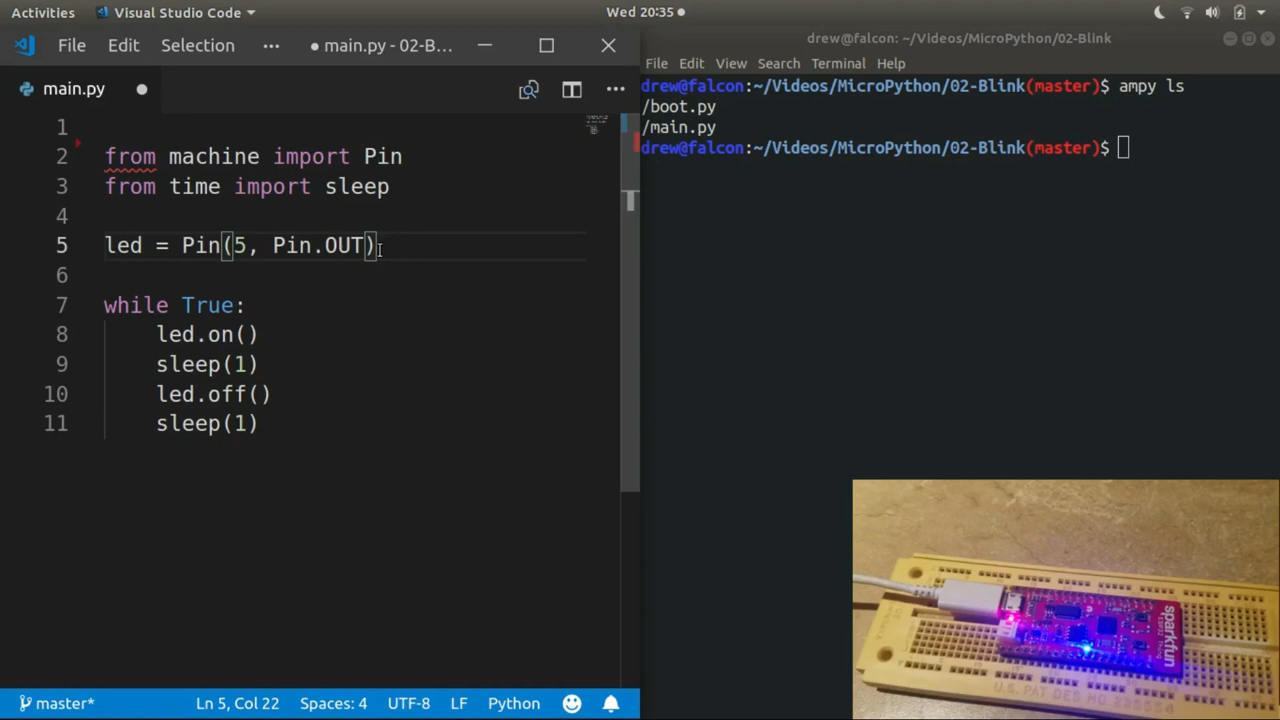 Activities
Visual Studio Code
Wed 20:35
File Edit Selection ··· ● main.py - 02-B...
drew@falcon: ~/Videos/MicroPython/02-Blink
main.py
File Edit View Search Terminal Help
1
2 from machine import Pin
3 from time import sleep
4
5 led = Pin(5, Pin.OUT)
6
7 while True:
8 led.on()
9 sleep(1)
10 led.off()
11 sleep(1)
drew@falcon:~/Videos/MicroPython/02-Blink(master)$ ampy ls
/boot.py
/main.py
drew@falcon:~/Videos/MicroPython/02-Blink(master)$
sparkfun
U.S. PAT DES NO. 235554
master*
Ln 5, Col 22 Spaces: 4 UTF-8 LF Python